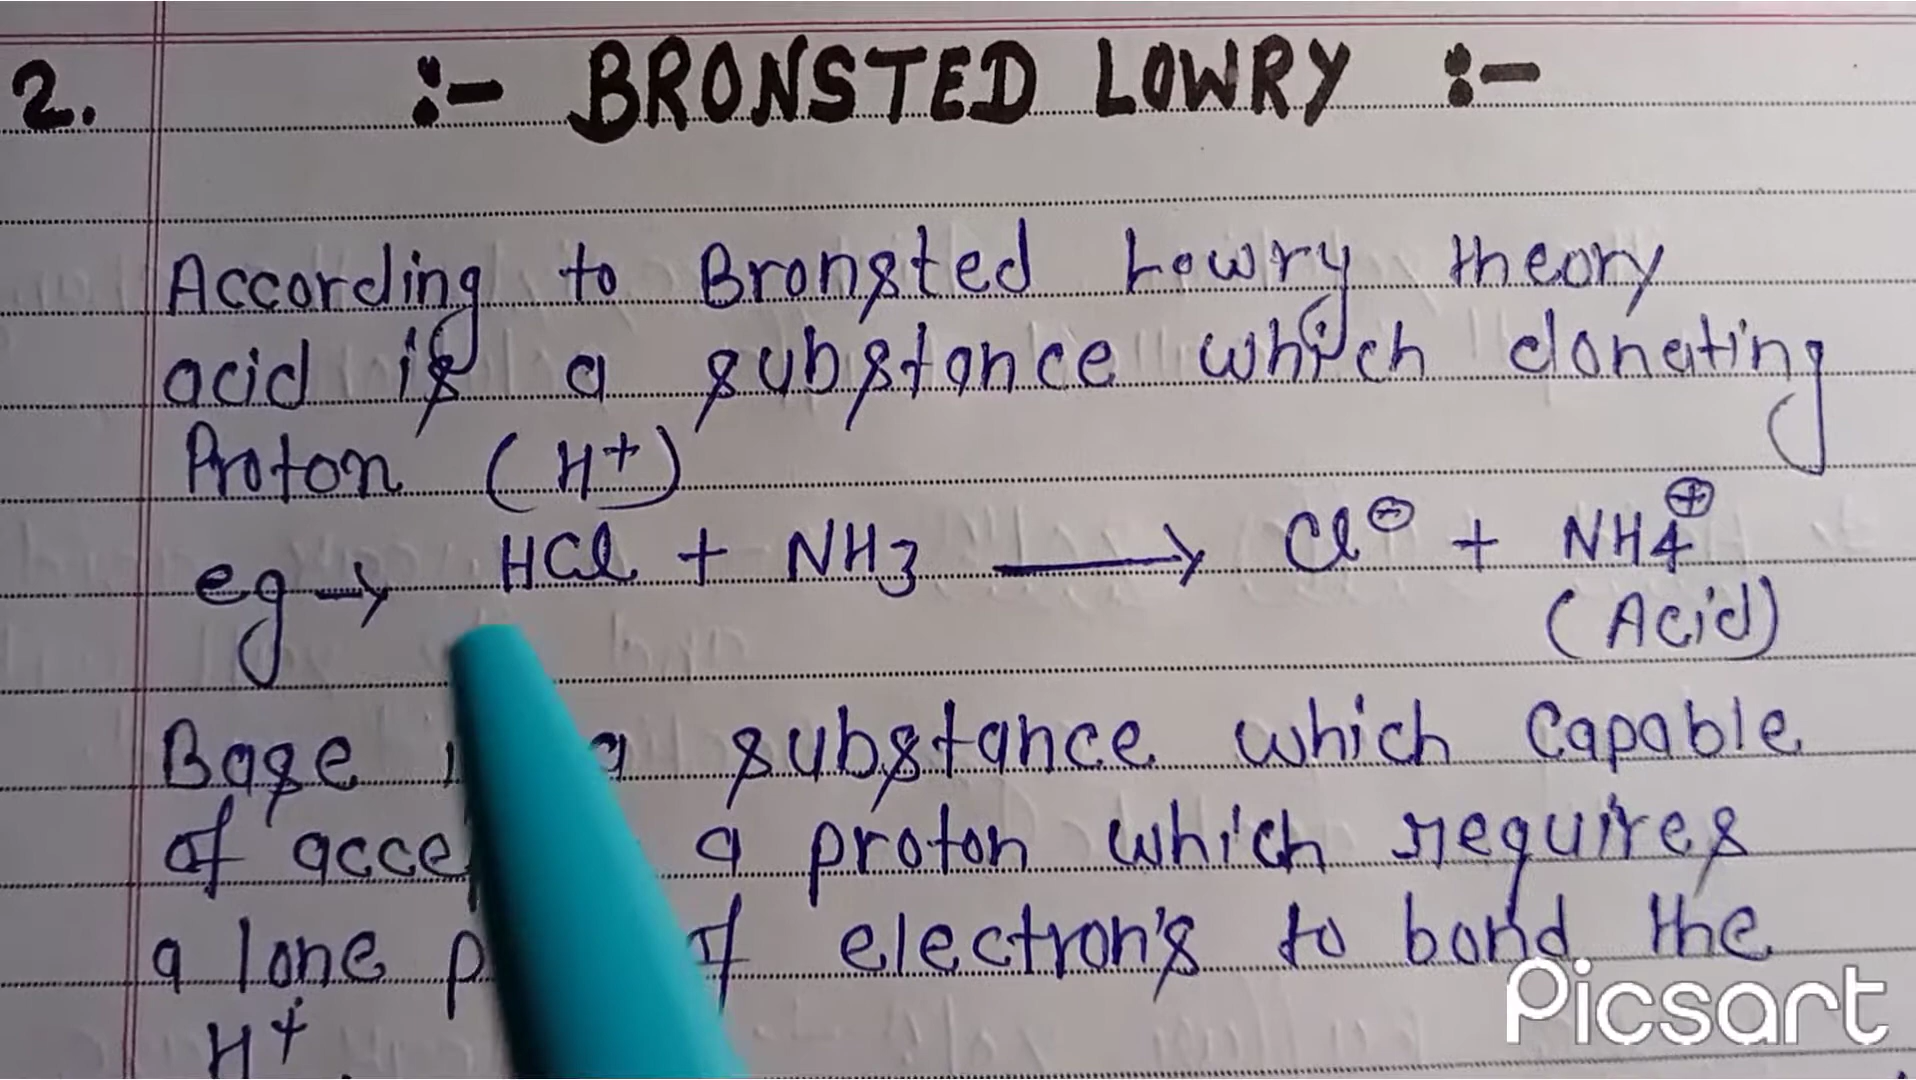 2. :- BRONSTED LOWRY :-
According to Bronsted Lowry theory
acid is a substance which donating
Proton (H+)
eg → HCl + NH3 ⟶ Cl⊖ + NH4⊕
(Acid)
Base a substance which capable
of a proton which requires
a lone of electron's to bond the
H+
Picsart